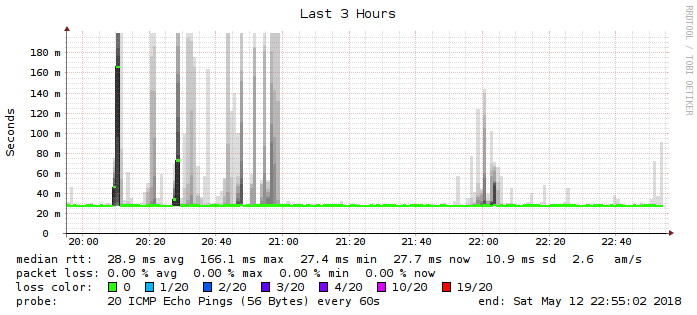 Last 3 Hours
RRDTOOL / TOBI OETIKER
Seconds
180 m
160 m
140 m
120 m
100 m
80 m
60 m
40 m
20 m
0
20:00 20:20 20:40 21:00 21:20 21:40 22:00 22:20 22:40
median rtt: 28.9 ms avg 166.1 ms max 27.4 ms min 27.7 ms now 10.9 ms sd 2.6 am/s
packet loss: 0.00 % avg 0.00 % max 0.00 % min 0.00 % now
loss color: 0 1/20 2/20 3/20 4/20 10/20 19/20
probe: 20 ICMP Echo Pings (56 Bytes) every 60s end: Sat May 12 22:55:02 2018